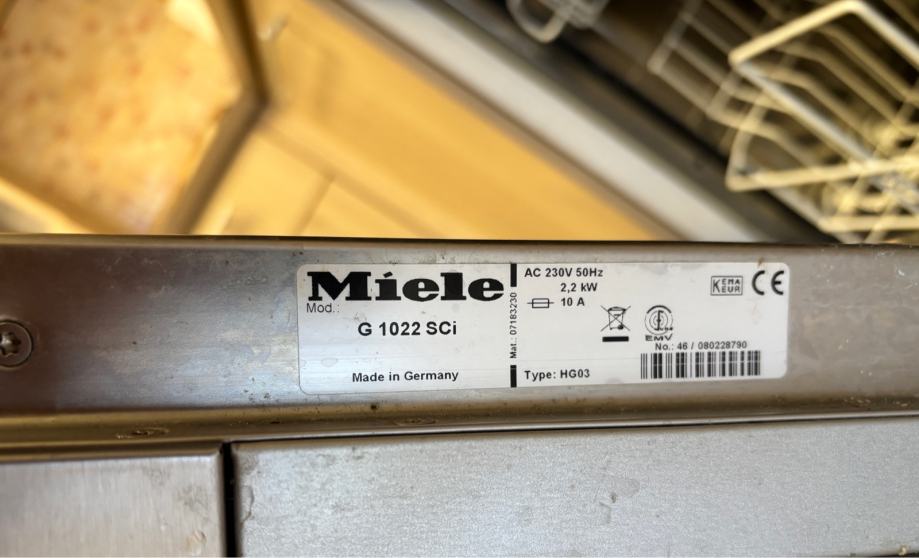 Miele
Mod.:
G 1022 SCi
Made in Germany
Mat.: 07183230
AC 230V 50Hz
2,2 kW
10 A
Type: HG03
KEMA
EUR
CE
EMV
No.: 46 / 080228790